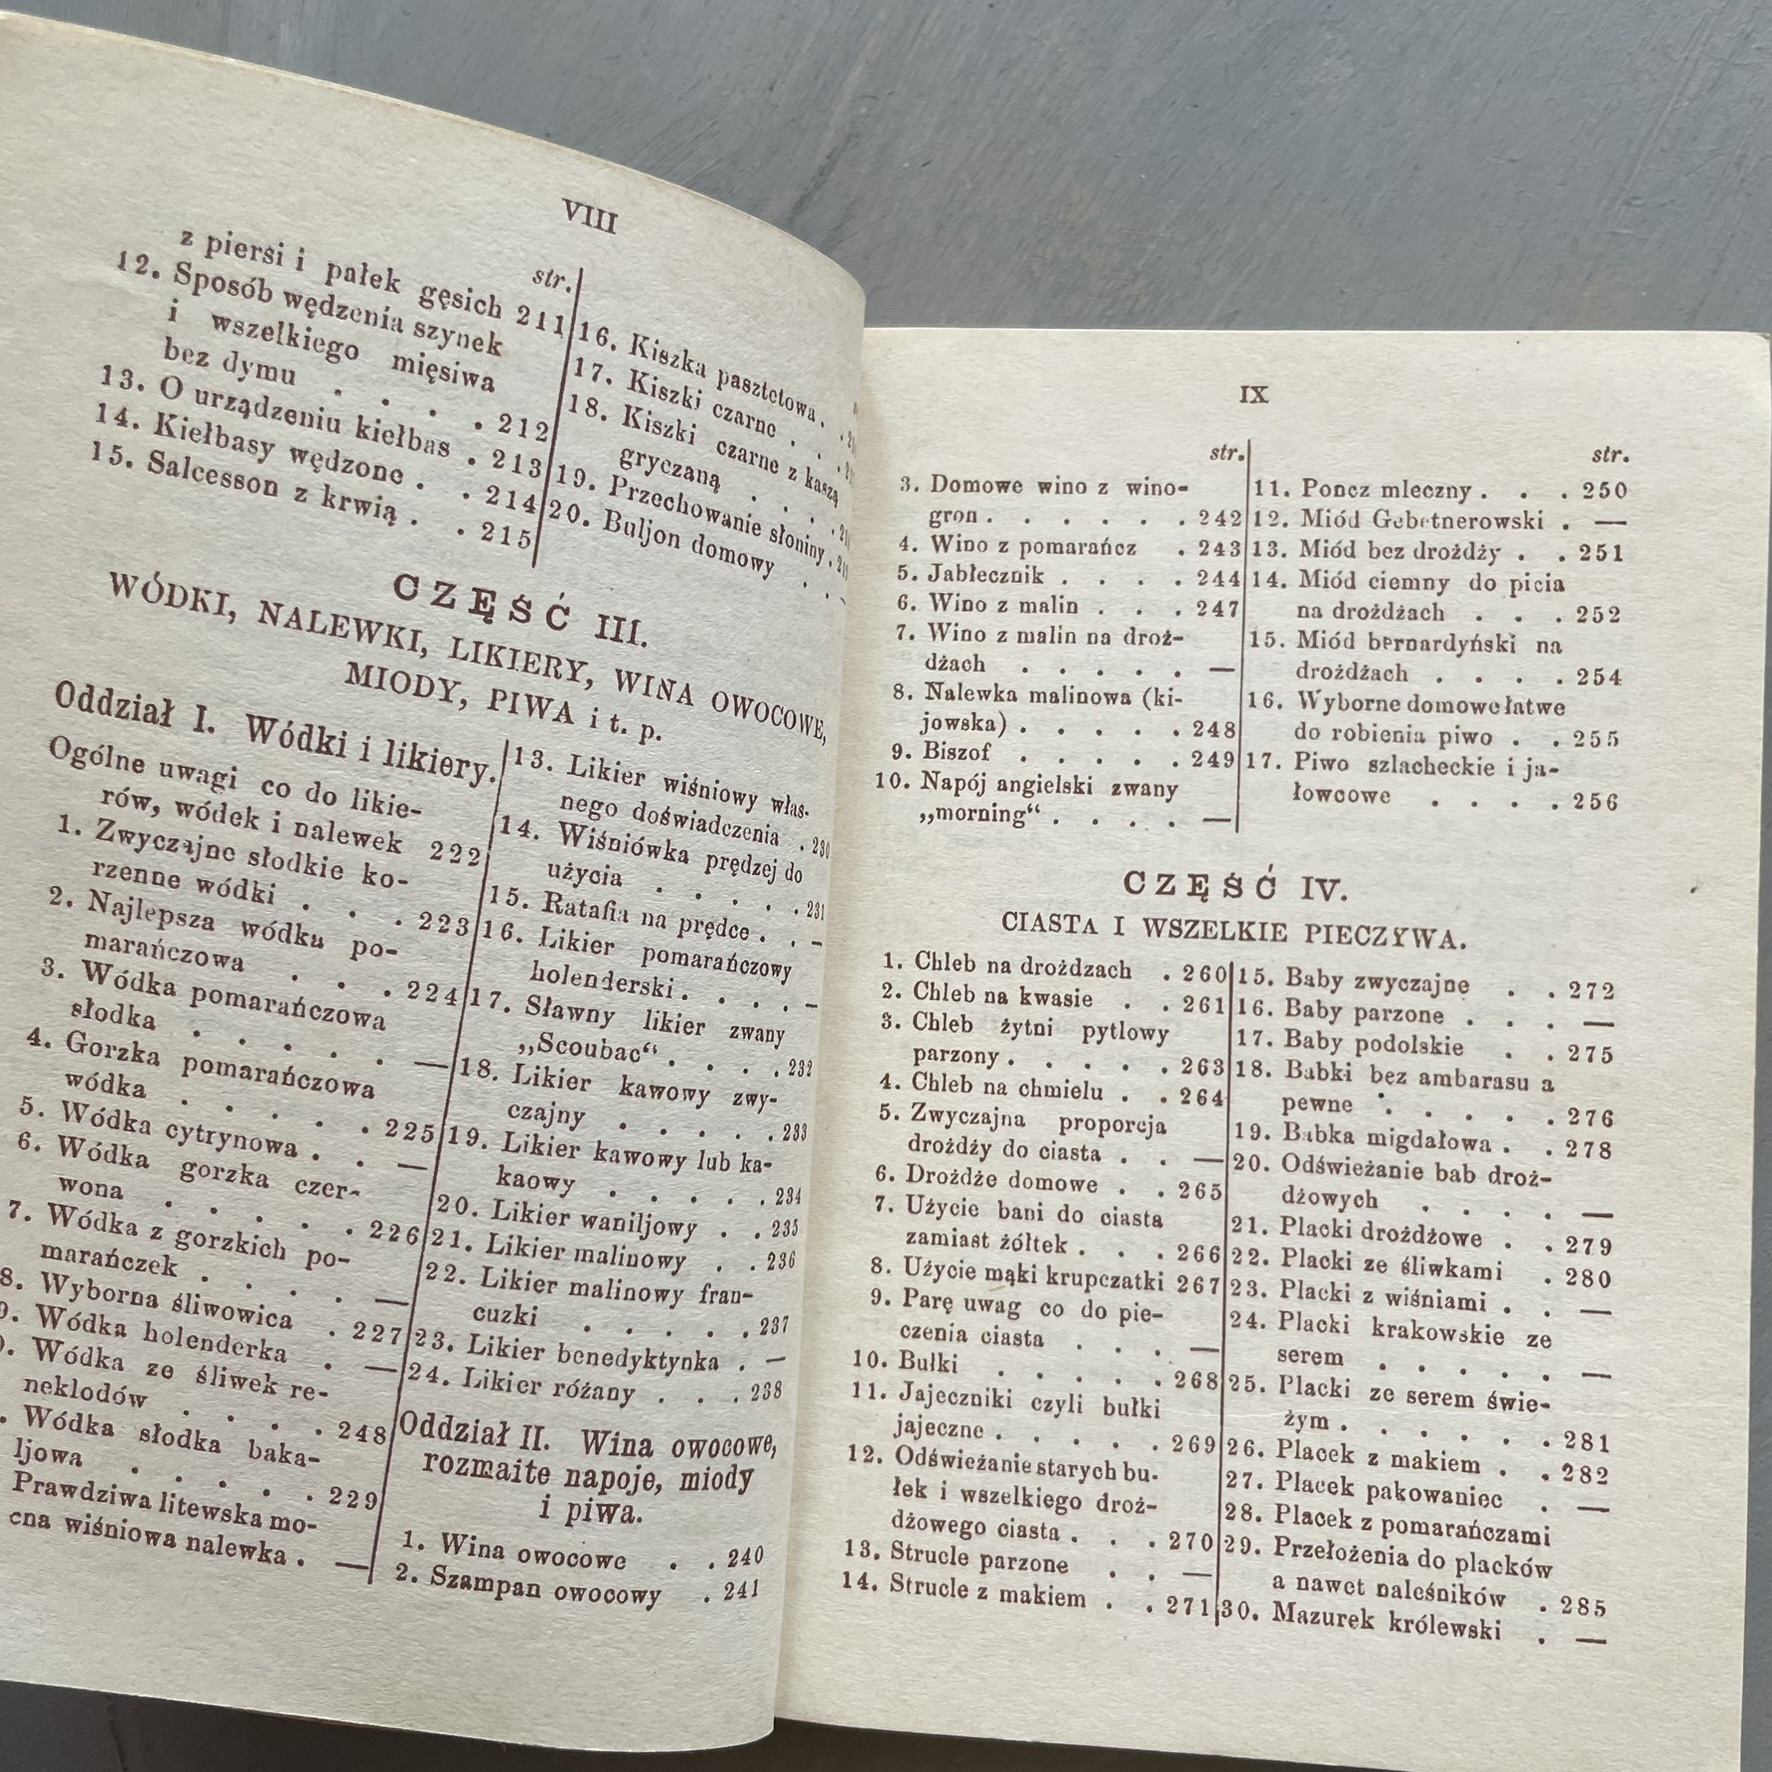 VIII
str.
z piersi i pałek gęsich 211
12. Sposób wędzenia szynek
i wszelkiego mięsiwa
bez dymu . . . . 212
13. O urządzeniu kiełbas . 213
14. Kiełbasy wędzone . . 214
15. Salcesson z krwią . . 215
16. Kiszka pasztetowa . .
17. Kiszki czarne . . .
18. Kiszki czarne z kaszą
gryczaną . . . .
19. Przechowanie słoniny .
20. Buljon domowy . . —
CZĘŚĆ III.
WÓDKI, NALEWKI, LIKIERY, WINA OWOCOWE,
MIODY, PIWA i t. p.
Oddział I. Wódki i likiery.
Ogólne uwagi co do likie-
rów, wódek i nalewek 222
1. Zwyczajne słodkie ko-
rzenne wódki . . . 223
2. Najlepsza wódka po-
marańczowa . . . 224
3. Wódka pomarańczowa
słodka . . . . . —
4. Gorzka pomarańczowa
wódka . . . . . 225
5. Wódka cytrynowa . . —
6. Wódka gorzka czer-
wona . . . . . 226
7. Wódka z gorzkich po-
marańczek . . . . —
8. Wyborna śliwowica . 227
9. Wódka holenderka . —
. Wódka ze śliwek re-
neklodów . . . . 248
. Wódka słodka baka-
ljowa . . . . 229
Prawdziwa litewska mo-
cna wiśniowa nalewka . —
13. Likier wiśniowy włas-
nego doświadczenia . 230
14. Wiśniówka prędzej do
użycia . . . . . 231
15. Ratafia na prędce . . —
16. Likier pomarańczowy
holenderski . . . . —
17. Sławny likier zwany
„Scoubac“ . . . . 232
18. Likier kawowy zwy-
czajny . . . . . 233
19. Likier kawowy lub ka-
kaowy . . . . . 234
20. Likier waniljowy . . 235
21. Likier malinowy . . 236
22. Likier malinowy fran-
cuzki . . . . . 237
23. Likier benedyktynka . —
24. Likier różany . . . 238
Oddział II. Wina owocowe,
rozmaite napoje, miody
i piwa.
1. Wina owocowe . . 240
2. Szampan owocowy . 241
IX
str.
3. Domowe wino z wino-
gron . . . . . . 242
4. Wino z pomarańcz . 243
5. Jabłecznik . . . . 244
6. Wino z malin . . . 247
7. Wino z malin na droż-
dżach . . . . . —
8. Nalewka malinowa (ki-
jowska) . . . . . 248
9. Biszof . . . . . 249
10. Napój angielski zwany
„morning“ . . . . —
str.
11. Poncz mleczny . . . 250
12. Miód Gebetnerowski . —
13. Miód bez drożdży . . 251
14. Miód ciemny do picia
na drożdżach . . . 252
15. Miód bernardyński na
drożdżach . . . . 254
16. Wyborne domowe łatwe
do robienia piwo . . 255
17. Piwo szlacheckie i ja-
łowcowe . . . . 256
CZĘŚĆ IV.
CIASTA I WSZELKIE PIECZYWA.
1. Chleb na drożdzach . 260
2. Chleb na kwasie . . 261
3. Chleb żytni pytlowy
parzony . . . . . 263
4. Chleb na chmielu . . 264
5. Zwyczajna proporcja
drożdży do ciasta . . —
6. Drożdże domowe . . 265
7. Użycie bani do ciasta
zamiast żółtek . . . 266
8. Użycie mąki krupczatki 267
9. Parę uwag co do pie-
czenia ciasta . . . —
10. Bułki . . . . . 268
11. Jajeczniki czyli bułki
jajeczne . . . . . 269
12. Odświeżanie starych bu-
łek i wszelkiego droż-
dżowego ciasta . . . 270
13. Strucle parzone . . —
14. Strucle z makiem . . 271
15. Baby zwyczajne . . 272
16. Baby parzone . . . —
17. Baby podolskie . . 275
18. Babki bez ambarasu a
pewne . . . . . 276
19. Babka migdałowa . . 278
20. Odświeżanie bab droż-
dżowych . . . . —
21. Placki drożdżowe . . 279
22. Placki ze śliwkami . 280
23. Placki z wiśniami . . —
24. Placki krakowskie ze
serem . . . . . —
25. Placki ze serem świe-
żym . . . . . . 281
26. Placek z makiem . . 282
27. Placek pakowaniec . —
28. Placek z pomarańczami
29. Przełożenia do placków
a nawet naleśników . 285
30. Mazurek królewski . —